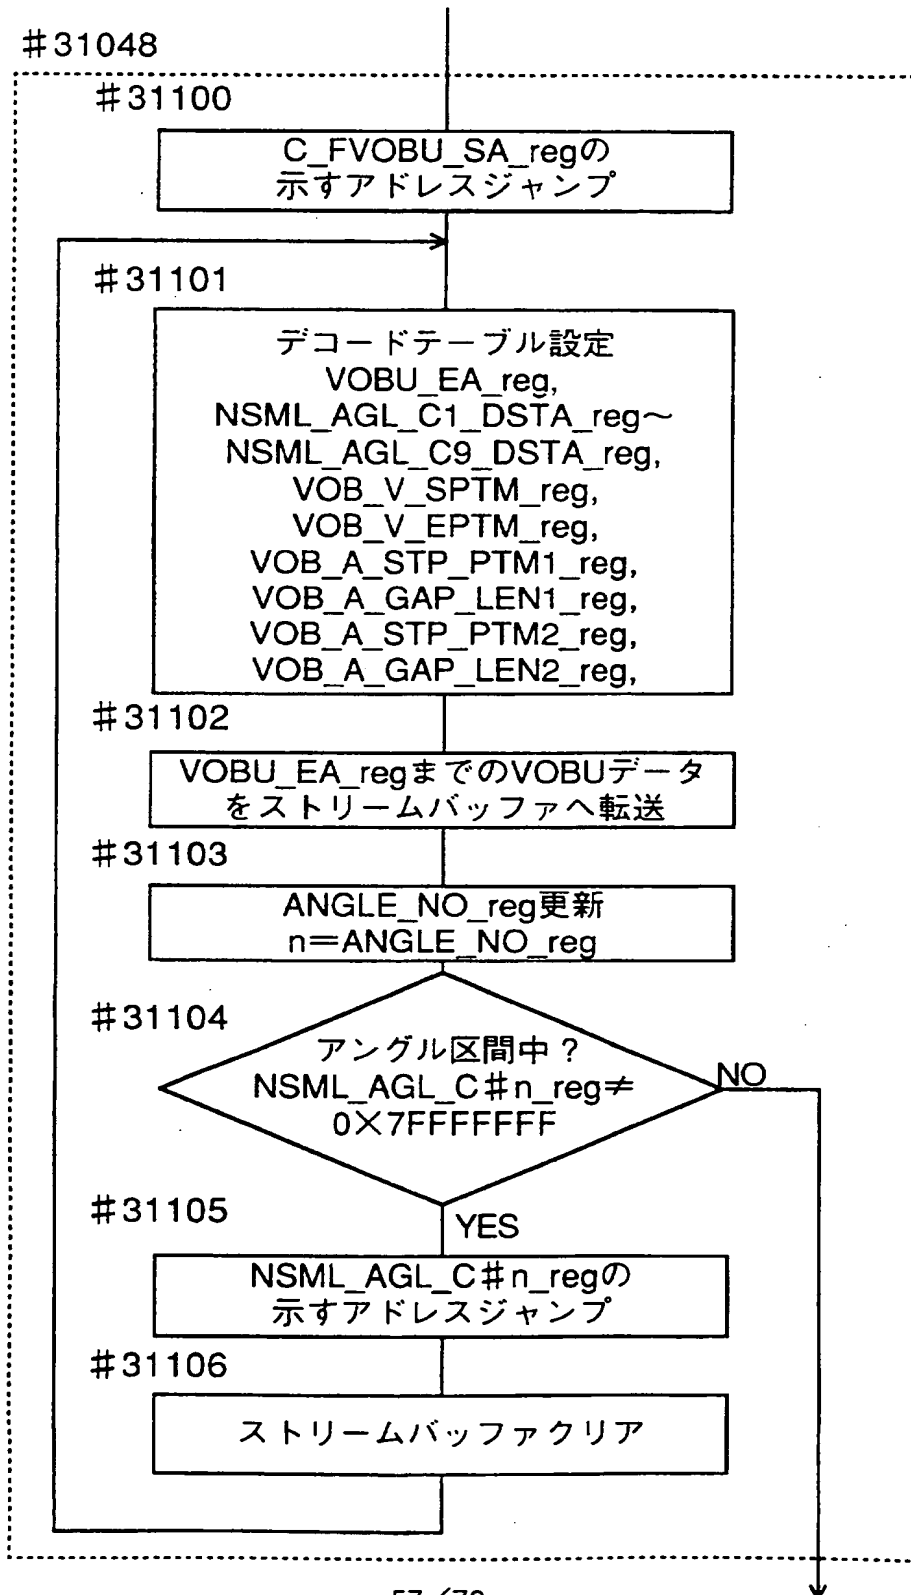 #31048
#31100
C_FVOBU_SA_regの
示すアドレスジャンプ
#31101
デコードテーブル設定
VOBU_EA_reg,
NSML_AGL_C1_DSTA_reg～
NSML_AGL_C9_DSTA_reg,
VOB_V_SPTM_reg,
VOB_V_EPTM_reg,
VOB_A_STP_PTM1_reg,
VOB_A_GAP_LEN1_reg,
VOB_A_STP_PTM2_reg,
VOB_A_GAP_LEN2_reg,
#31102
VOBU_EA_regまでのVOBUデータ
をストリームバッファへ転送
#31103
ANGLE_NO_reg更新
n=ANGLE_NO_reg
#31104
アングル区間中？
NSML_AGL_C#n_reg≠
0×7FFFFFFF
NO
#31105
YES
NSML_AGL_C#n_regの
示すアドレスジャンプ
#31106
ストリームバッファクリア